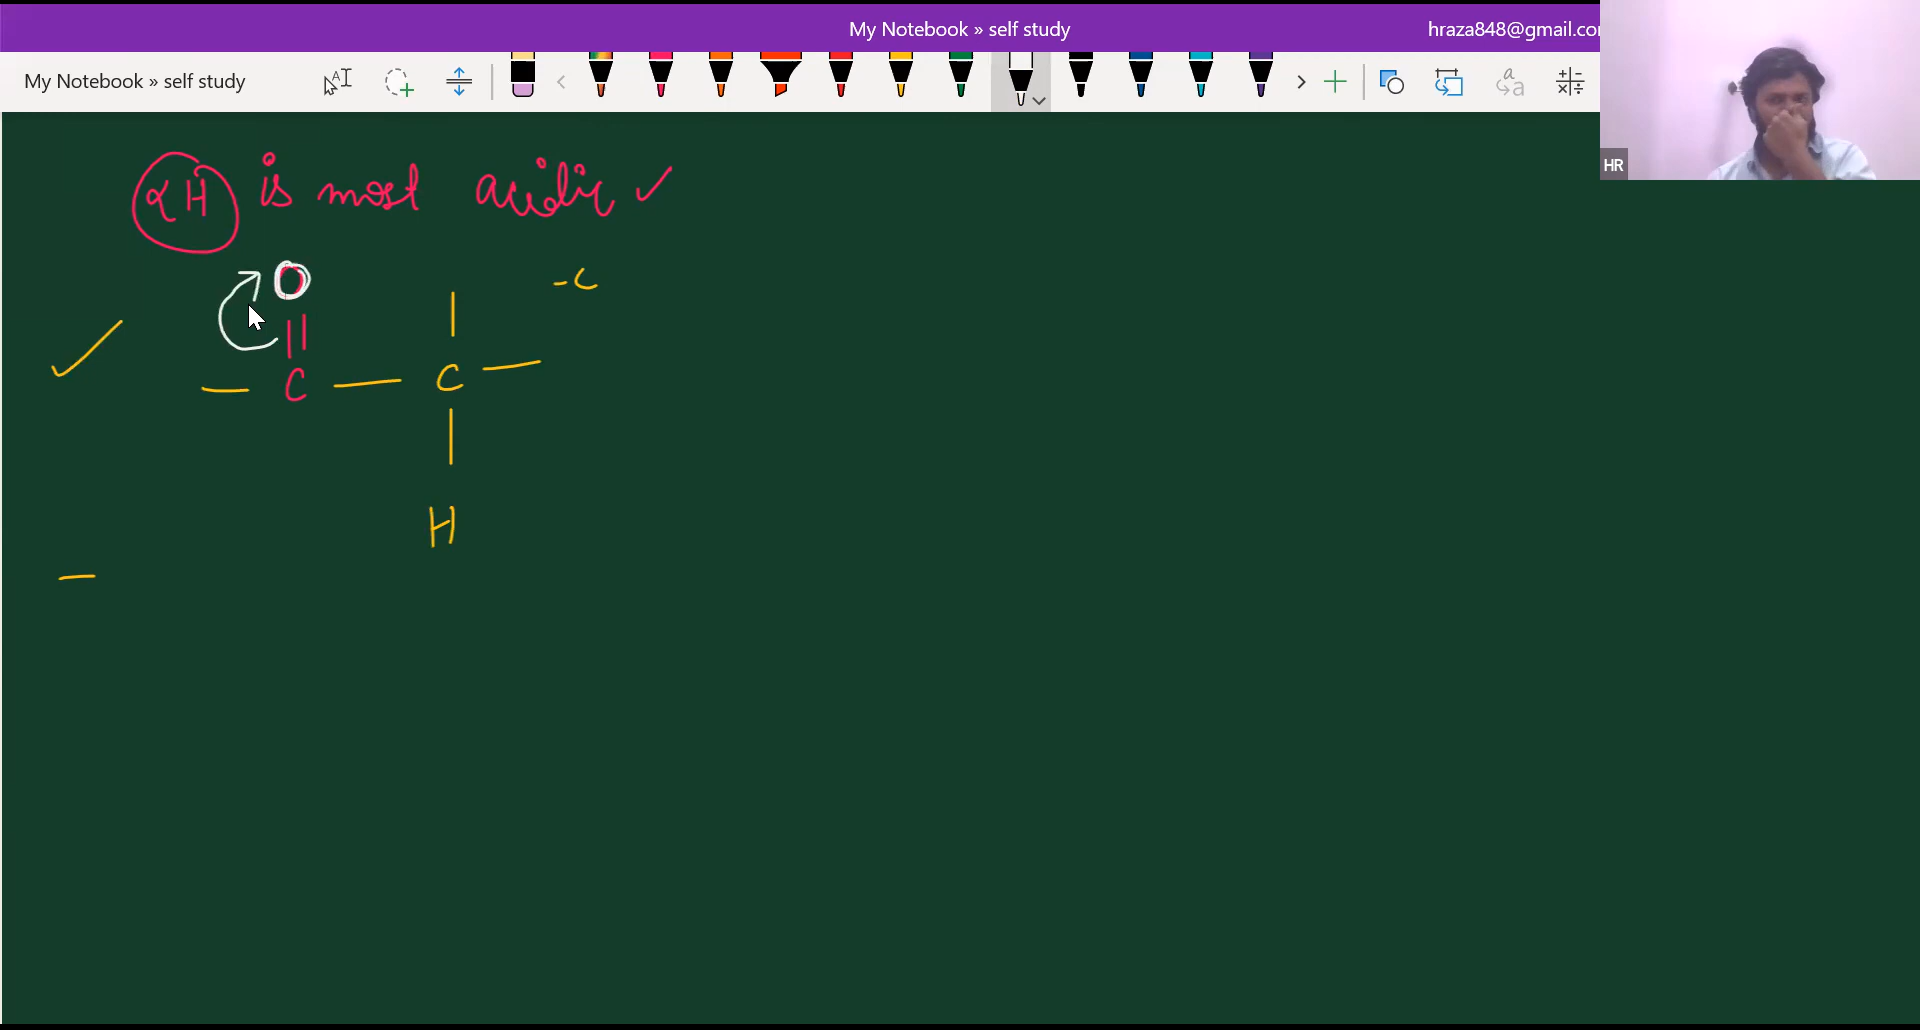 My Notebook » self study
hraza848@gmail.co
My Notebook » self study
HR
αH is most acidic ✓
O
-C
— C — C —
H